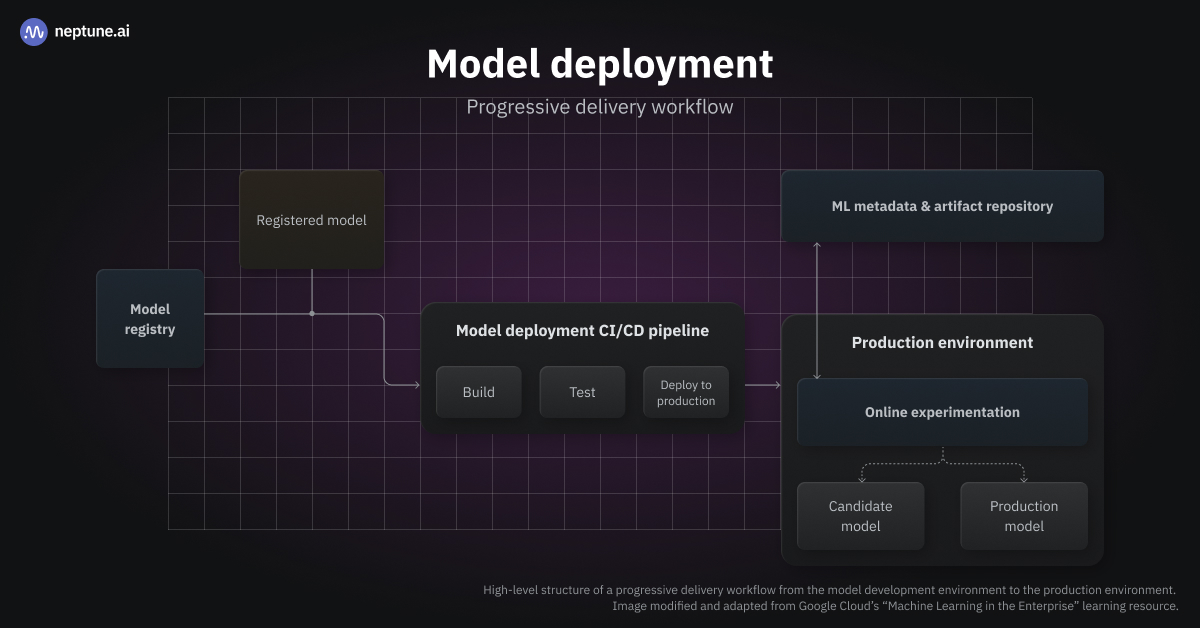 neptune.ai
Model deployment
Progressive delivery workflow
Registered model
ML metadata & artifact repository
Model
registry
Model deployment CI/CD pipeline
Build
Test
Deploy to
production
Production environment
Online experimentation
Candidate
model
Production
model
High-level structure of a progressive delivery workflow from the model development environment to the production environment.
Image modified and adapted from Google Cloud’s “Machine Learning in the Enterprise” learning resource.